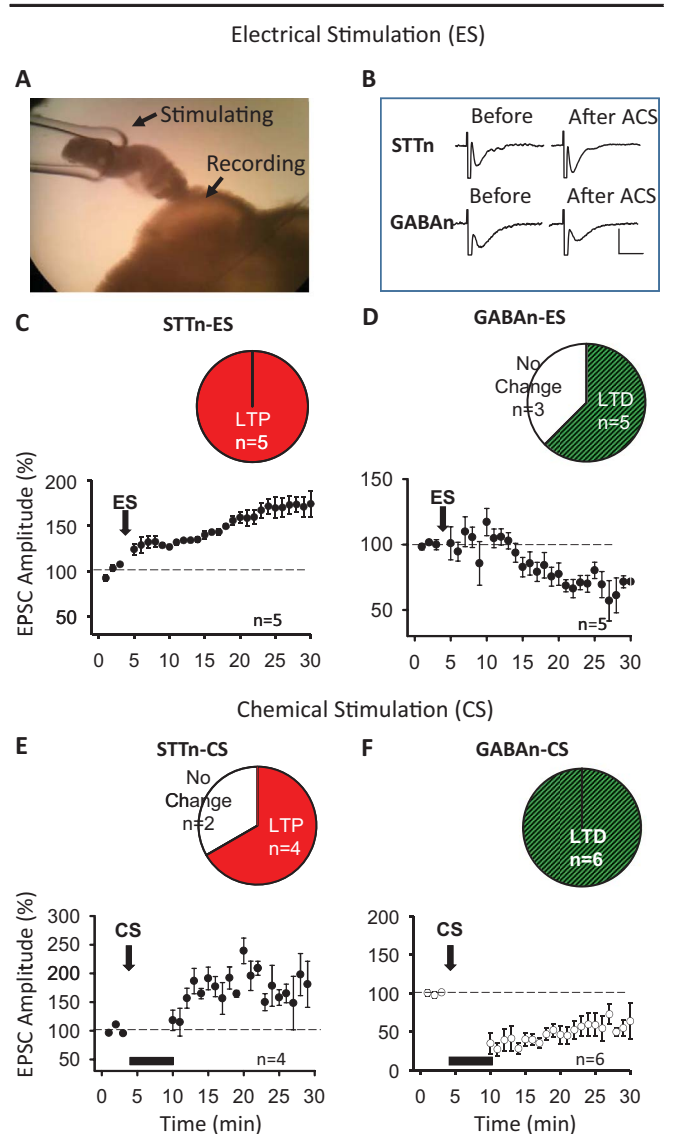 Electrical Stimulation (ES)
A
Stimulating
Recording
B
Before
After ACS
STTn
Before
After ACS
GABAn
C
STTn-ES
LTP
n=5
EPSC Amplitude (%)
200
150
100
50
ES
n=5
0
5
10
15
20
25
30
D
GABAn-ES
No
Change
n=3
LTD
n=5
150
100
50
ES
n=5
0
5
10
15
20
25
30
Chemical Stimulation (CS)
E
STTn-CS
No
Change
n=2
LTP
n=4
EPSC Amplitude (%)
300
250
200
150
100
50
CS
n=4
0
5
10
15
20
25
30
Time (min)
F
GABAn-CS
LTD
n=6
200
150
100
50
0
CS
n=6
0
5
10
15
20
25
30
Time (min)